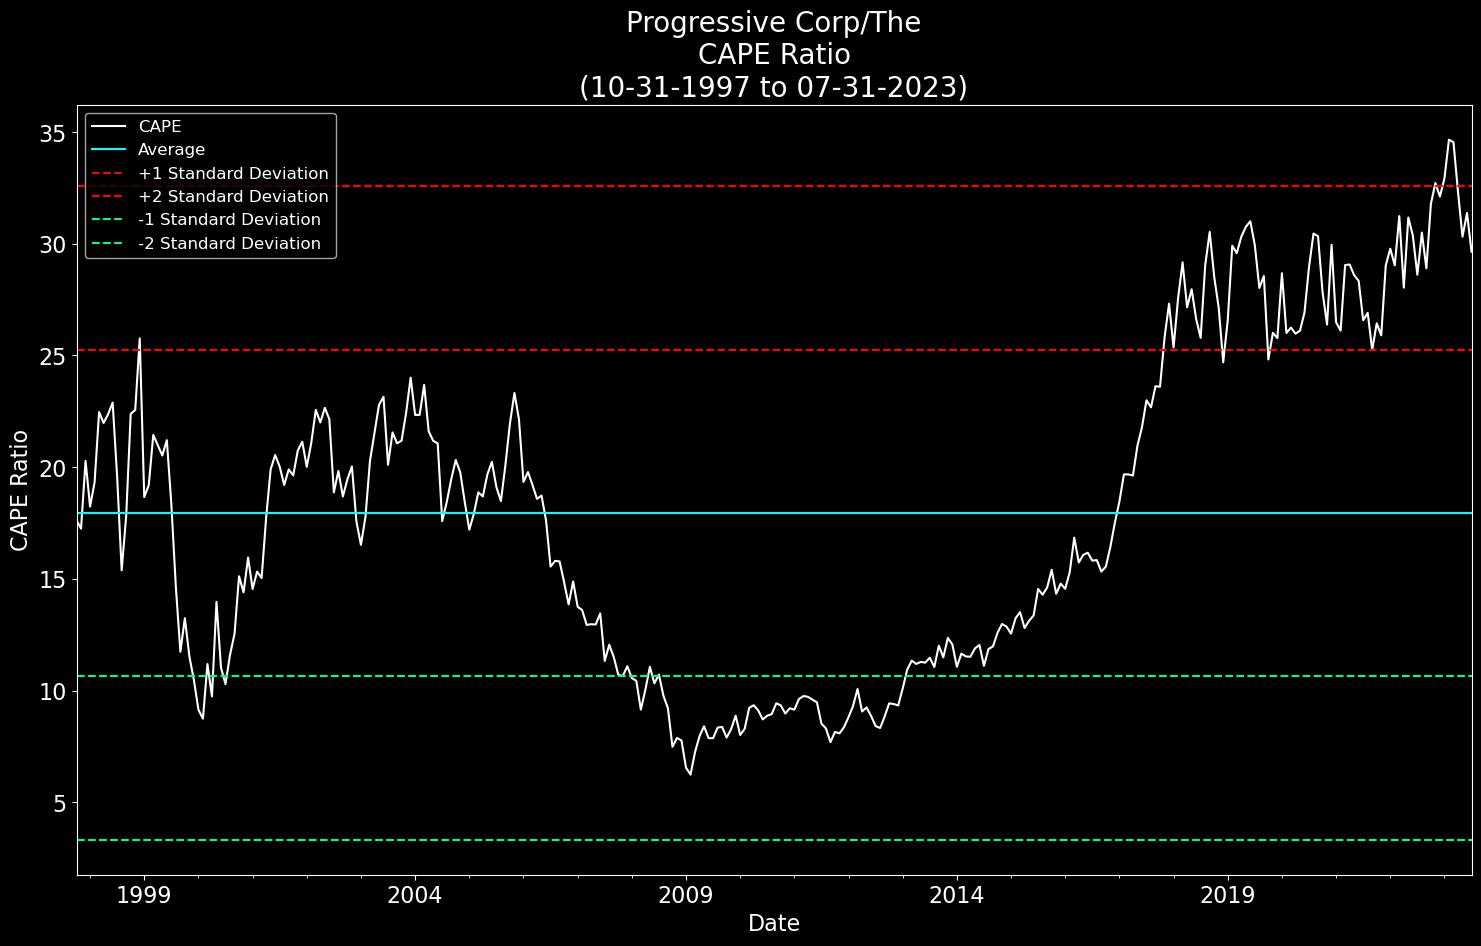 Progressive Corp/The
CAPE Ratio
(10-31-1997 to 07-31-2023)
CAPE
Average
+1 Standard Deviation
+2 Standard Deviation
-1 Standard Deviation
-2 Standard Deviation
35
30
25
20
15
10
5
CAPE Ratio
1999 2004 2009 2014 2019
Date